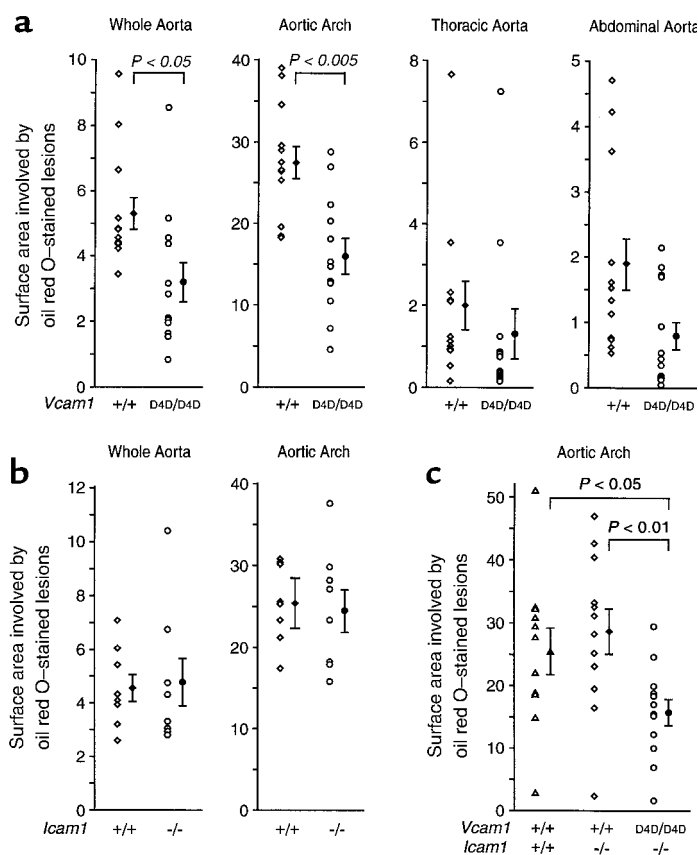 a
Whole Aorta
Aortic Arch
Thoracic Aorta
Abdominal Aorta
Surface area involved by
oil red O–stained lesions
P < 0.05
P < 0.005
10
8
6
4
2
0
40
30
20
10
0
8
6
4
2
0
5
4
3
2
1
0
Vcam1 +/+ D4D/D4D +/+ D4D/D4D +/+ D4D/D4D +/+ D4D/D4D
b
Whole Aorta
Aortic Arch
Surface area involved by
oil red O–stained lesions
12
10
8
6
4
2
0
40
30
20
10
0
Icam1 +/+ -/- +/+ -/-
c
Aortic Arch
Surface area involved by
oil red O–stained lesions
P < 0.05
P < 0.01
50
40
30
20
10
0
Vcam1 +/+ +/+ D4D/D4D
Icam1 +/+ -/- -/-